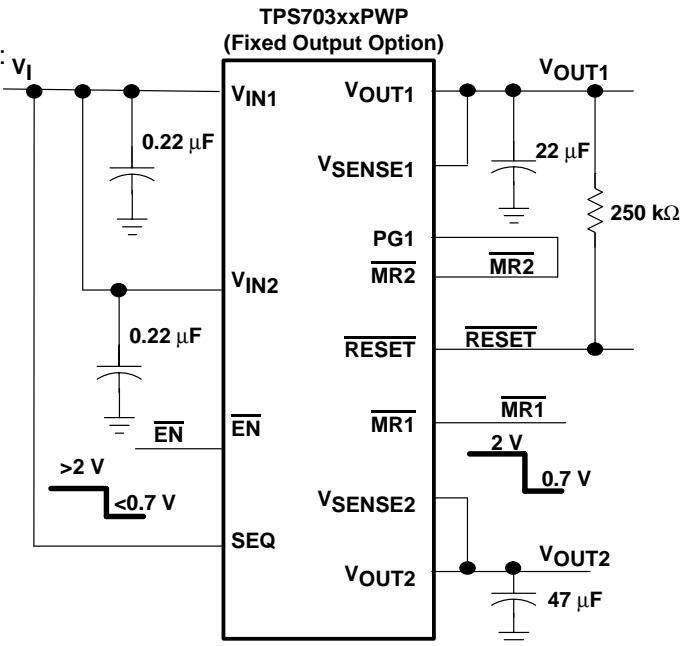 TPS703xxPWP
(Fixed Output Option)
:
VI
VIN1
0.22 μF
VIN2
0.22 μF
EN
EN
>2 V
<0.7 V
SEQ
VOUT1
VOUT1
VSENSE1
22 μF
250 kΩ
PG1
MR2
MR2
RESET
RESET
MR1
MR1
2 V
0.7 V
VSENSE2
VOUT2
VOUT2
47 μF